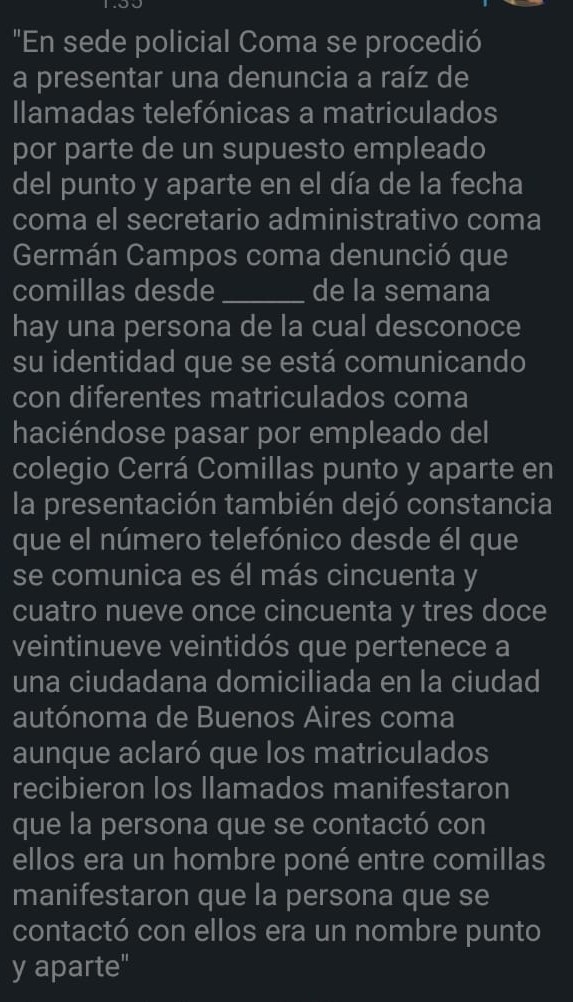 "En sede policial Coma se procedió
a presentar una denuncia a raíz de
llamadas telefónicas a matriculados
por parte de un supuesto empleado
del punto y aparte en el día de la fecha
coma el secretario administrativo coma
Germán Campos coma denunció que
comillas desde ______ de la semana
hay una persona de la cual desconoce
su identidad que se está comunicando
con diferentes matriculados coma
haciéndose pasar por empleado del
colegio Cerrá Comillas punto y aparte en
la presentación también dejó constancia
que el número telefónico desde él que
se comunica es él más cincuenta y
cuatro nueve once cincuenta y tres doce
veintinueve veintidós que pertenece a
una ciudadana domiciliada en la ciudad
autónoma de Buenos Aires coma
aunque aclaró que los matriculados
recibieron los llamados manifestaron
que la persona que se contactó con
ellos era un hombre poné entre comillas
manifestaron que la persona que se
contactó con ellos era un nombre punto
y aparte"